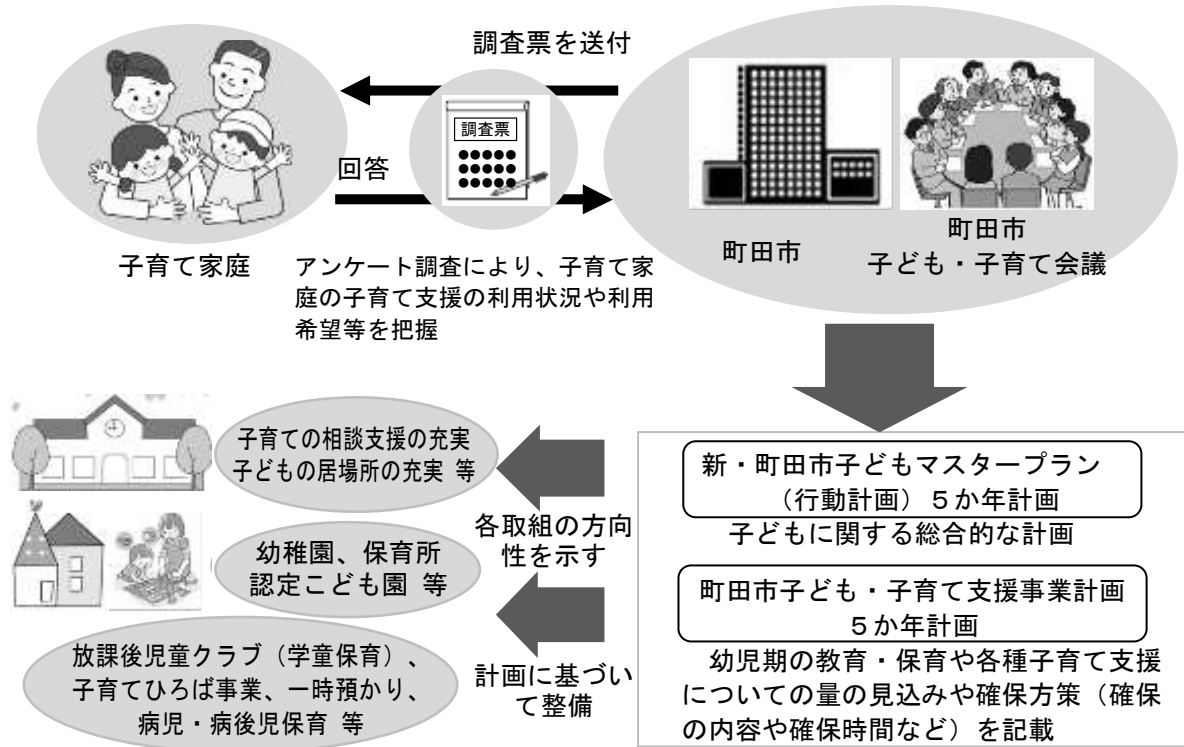 調査票を送付
調査票
回答
子育て家庭
アンケート調査により、子育て家
庭の子育て支援の利用状況や利用
希望等を把握
町田市
町田市
子ども・子育て会議
新・町田市子どもマスタープラン
（行動計画）５か年計画
子どもに関する総合的な計画
町田市子ども・子育て支援事業計画
５か年計画
幼児期の教育・保育や各種子育て支援
についての量の見込みや確保方策（確保
の内容や確保時間など）を記載
各取組の方向
性を示す
計画に基づい
て整備
子育ての相談支援の充実
子どもの居場所の充実 等
幼稚園、保育所
認定こども園 等
放課後児童クラブ（学童保育）、
子育てひろば事業、一時預かり、
病児・病後児保育 等